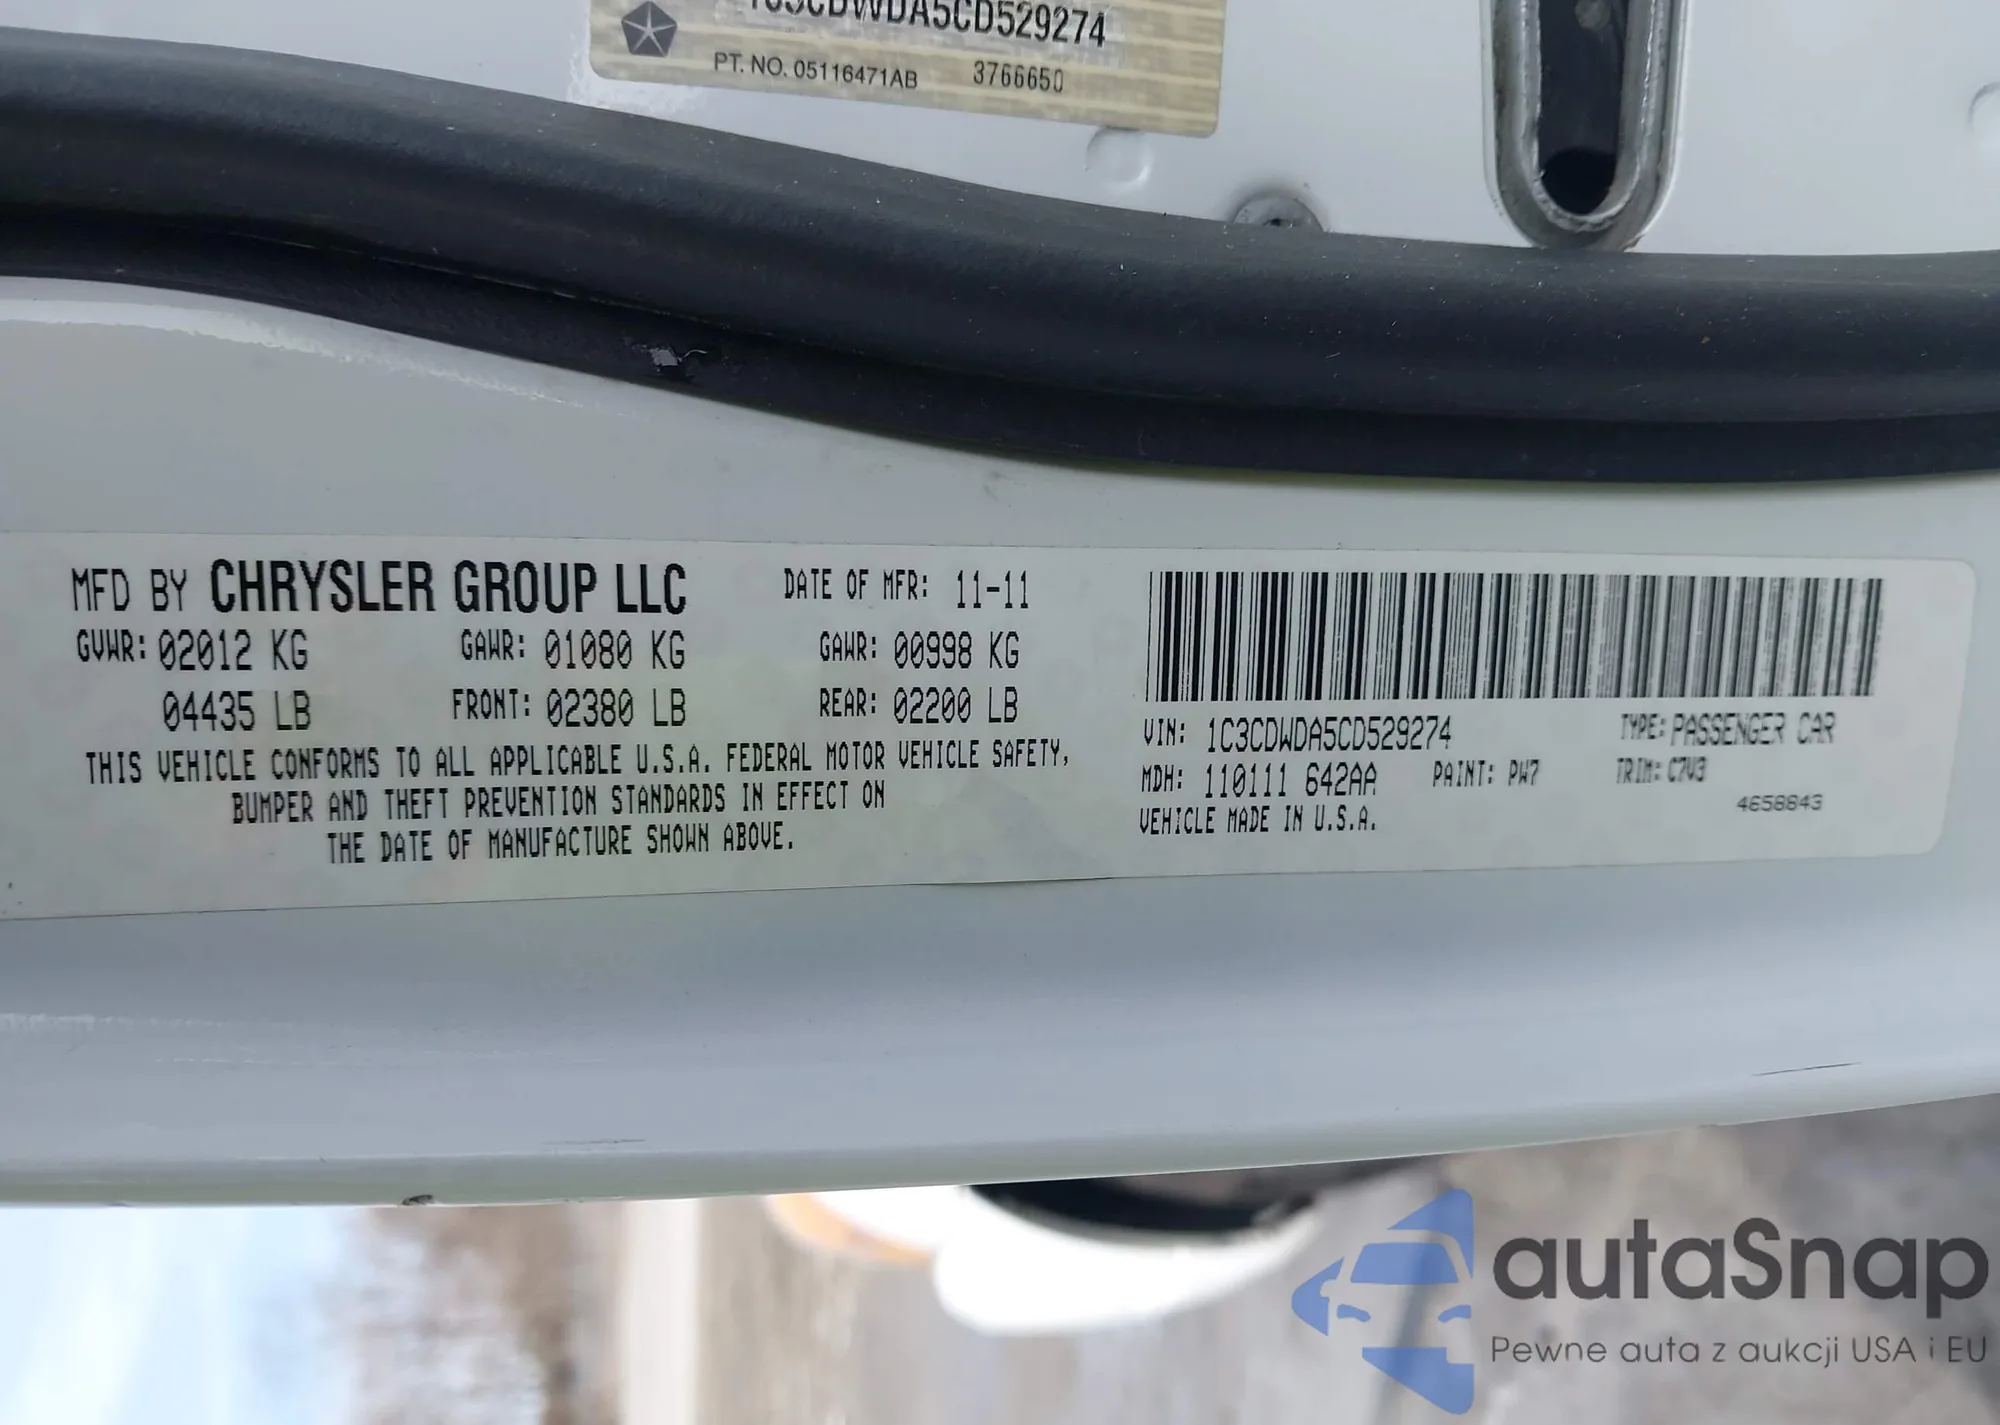 1C3CDWDA5CD529274
PT. NO. 05116471AB 3766650
MFD BY CHRYSLER GROUP LLC DATE OF MFR: 11-11
GVWR: 02012 KG GAWR: 01080 KG GAWR: 00998 KG
04435 LB FRONT: 02380 LB REAR: 02200 LB
THIS VEHICLE CONFORMS TO ALL APPLICABLE U.S.A. FEDERAL MOTOR VEHICLE SAFETY,
BUMPER AND THEFT PREVENTION STANDARDS IN EFFECT ON
THE DATE OF MANUFACTURE SHOWN ABOVE.
VIN: 1C3CDWDA5CD529274 TYPE: PASSENGER CAR
MDH: 110111 642AA PAINT: PW7 TRIM: C7V3
4658843
VEHICLE MADE IN U.S.A.
autaSnap
Pewne auta z aukcji USA i EU